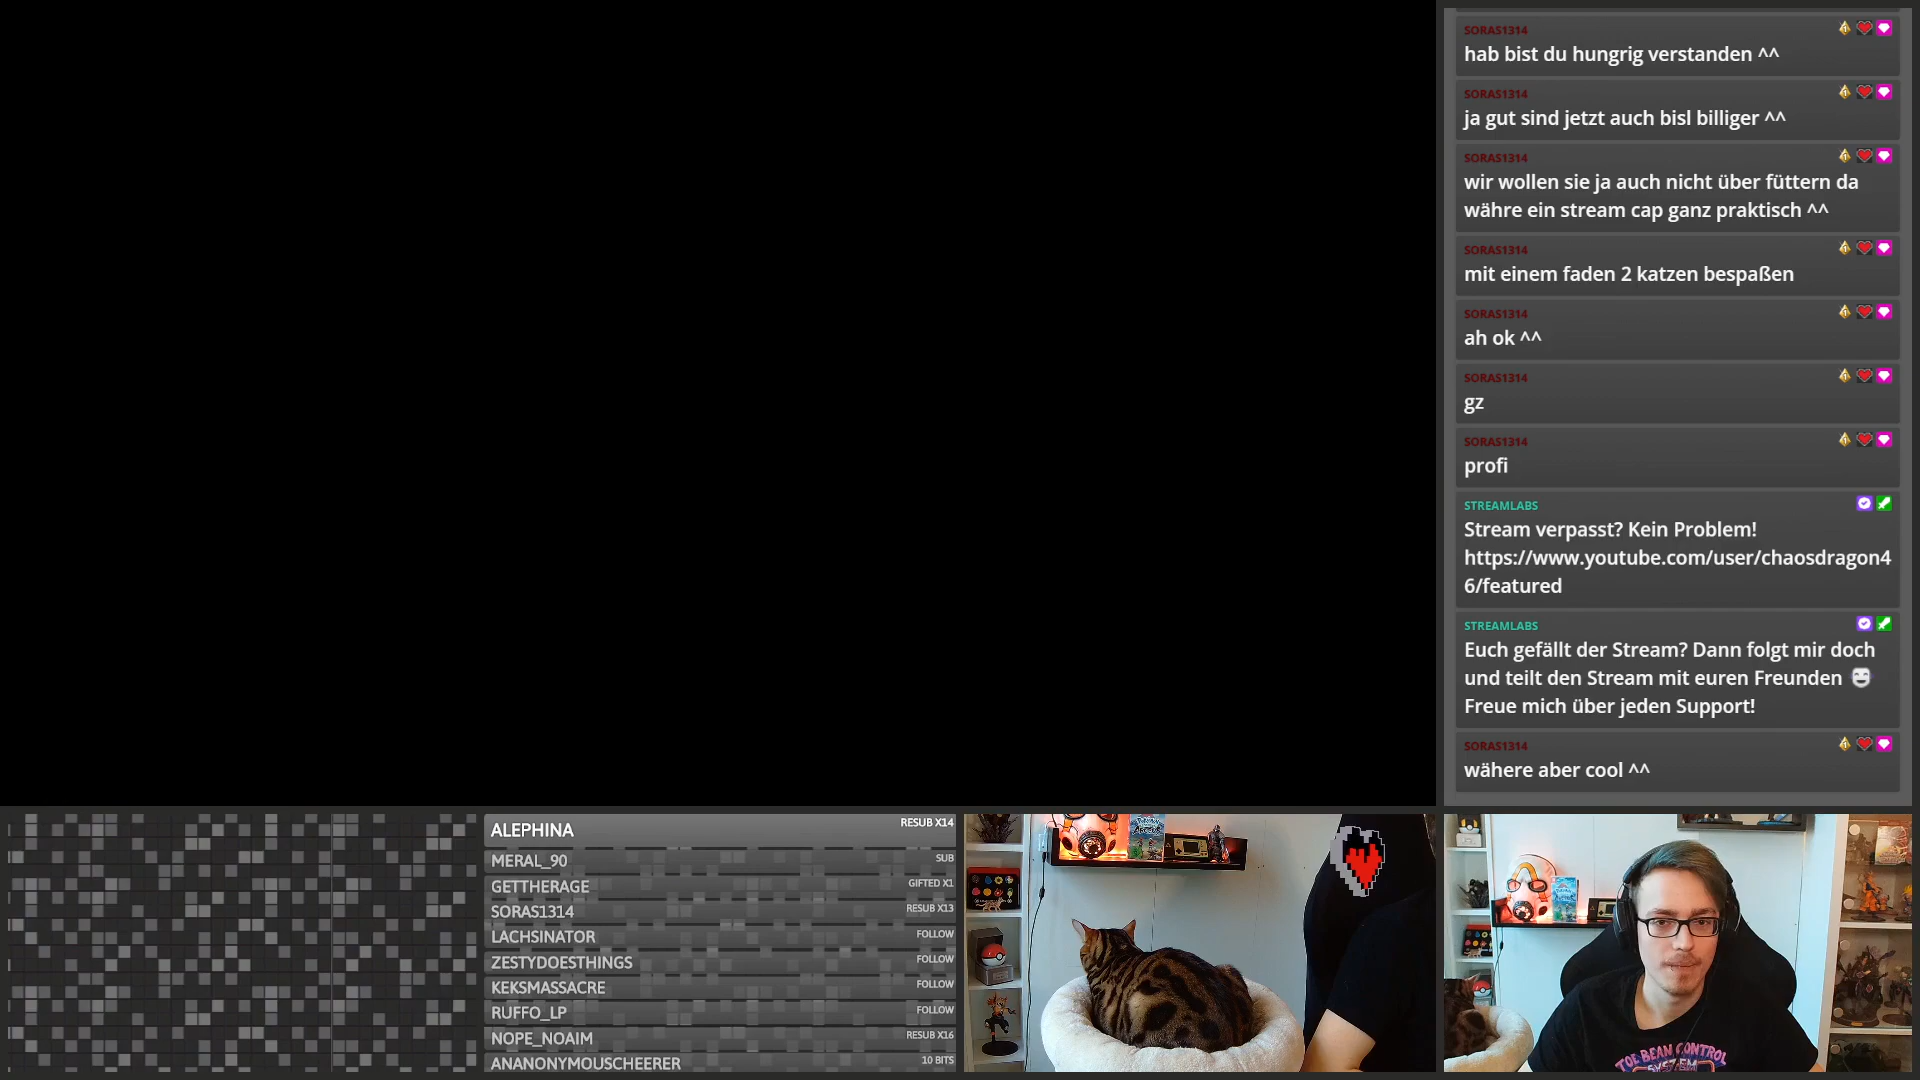 SORAS1314
hab bist du hungrig verstanden ^^
SORAS1314
ja gut sind jetzt auch bisl billiger ^^
SORAS1314
wir wollen sie ja auch nicht über füttern da
währe ein stream cap ganz praktisch ^^
SORAS1314
mit einem faden 2 katzen bespaßen
SORAS1314
ah ok ^^
SORAS1314
gz
SORAS1314
profi
STREAMLABS
Stream verpasst? Kein Problem!
https://www.youtube.com/user/chaosdragon4
6/featured
STREAMLABS
Euch gefällt der Stream? Dann folgt mir doch
und teilt den Stream mit euren Freunden
Freue mich über jeden Support!
SORAS1314
wähere aber cool ^^
ALEPHINA RESUB X14
MERAL_90 SUB
GETTHERAGE GIFTED X1
SORAS1314 RESUB X13
LACHSINATOR FOLLOW
ZESTYDOESTHINGS FOLLOW
KEKSMASSACRE FOLLOW
RUFFO_LP FOLLOW
NOPE_NOAIM RESUB X16
ANANONYMOUSCHEERER 10 BITS
TOE BEAN CONTROL